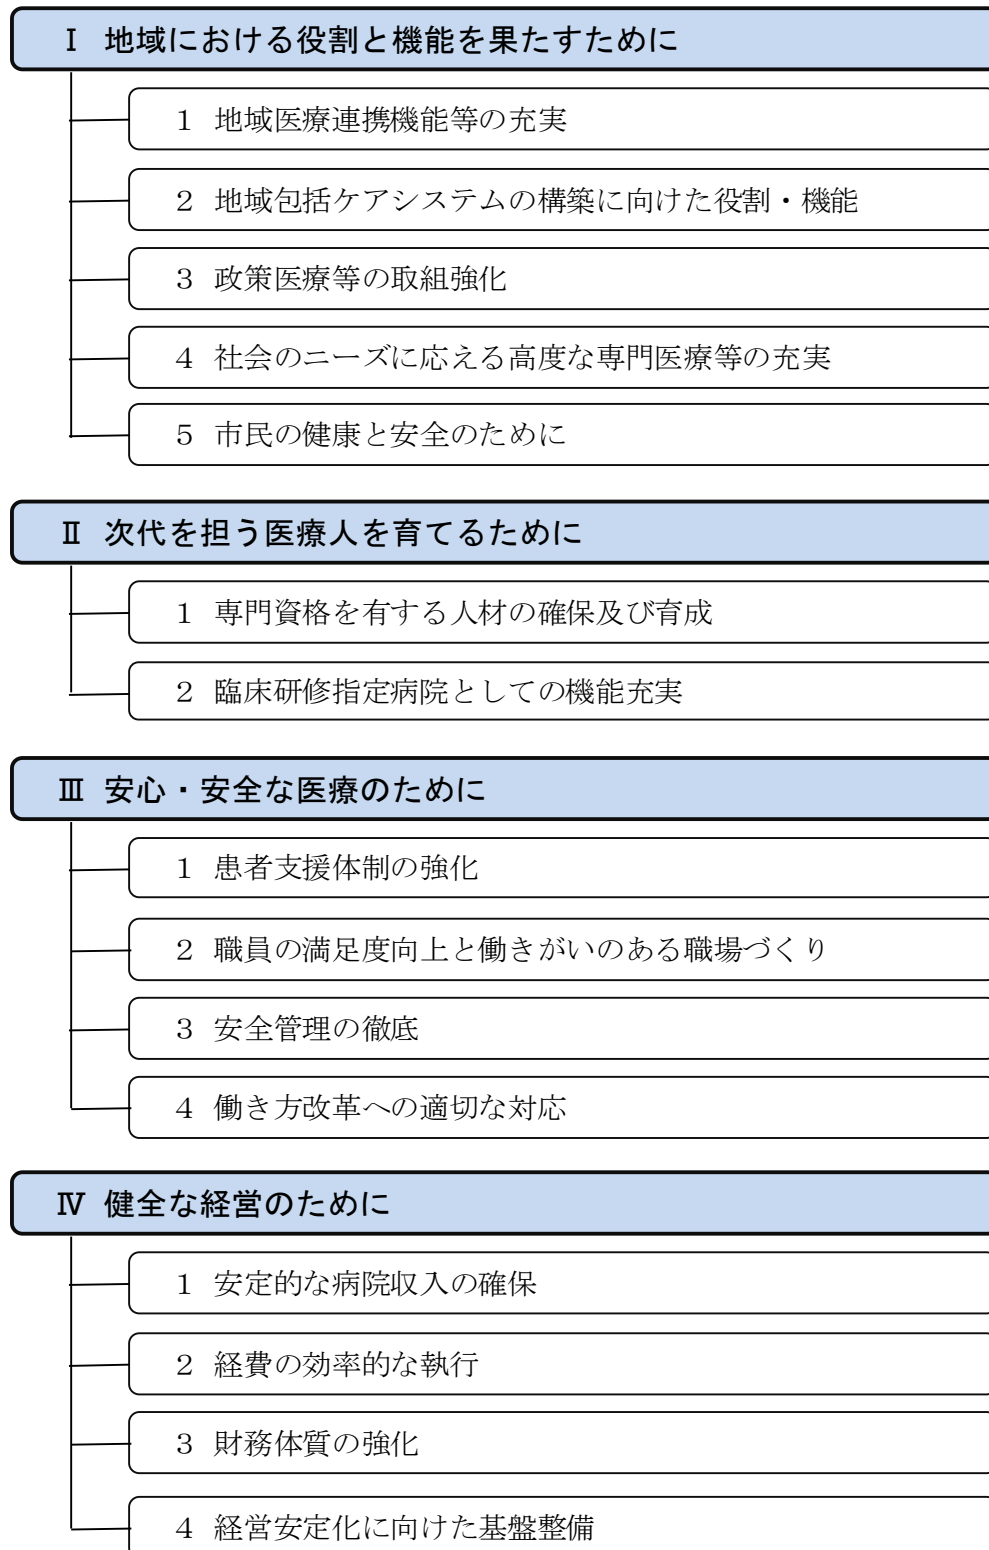 Ⅰ 地域における役割と機能を果たすために
１ 地域医療連携機能等の充実
２ 地域包括ケアシステムの構築に向けた役割・機能
３ 政策医療等の取組強化
４ 社会のニーズに応える高度な専門医療等の充実
５ 市民の健康と安全のために
Ⅱ 次代を担う医療人を育てるために
１ 専門資格を有する人材の確保及び育成
２ 臨床研修指定病院としての機能充実
Ⅲ 安心・安全な医療のために
１ 患者支援体制の強化
２ 職員の満足度向上と働きがいのある職場づくり
３ 安全管理の徹底
４ 働き方改革への適切な対応
Ⅳ 健全な経営のために
１ 安定的な病院収入の確保
２ 経費の効率的な執行
３ 財務体質の強化
４ 経営安定化に向けた基盤整備